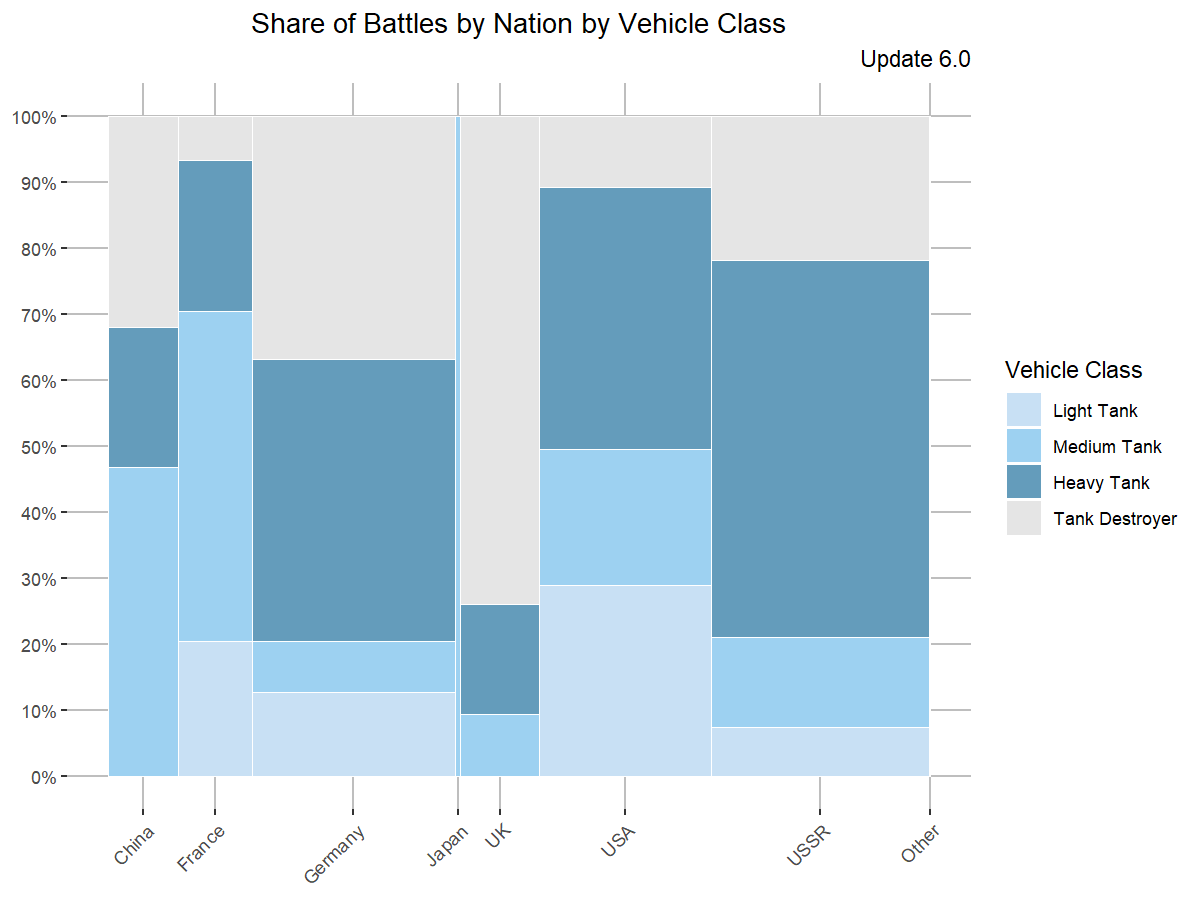 Share of Battles by Nation by Vehicle Class
Update 6.0
100%
90%
80%
70%
60%
50%
40%
30%
20%
10%
0%
China
France
Germany
Japan
UK
USA
USSR
Other
Vehicle Class
Light Tank
Medium Tank
Heavy Tank
Tank Destroyer